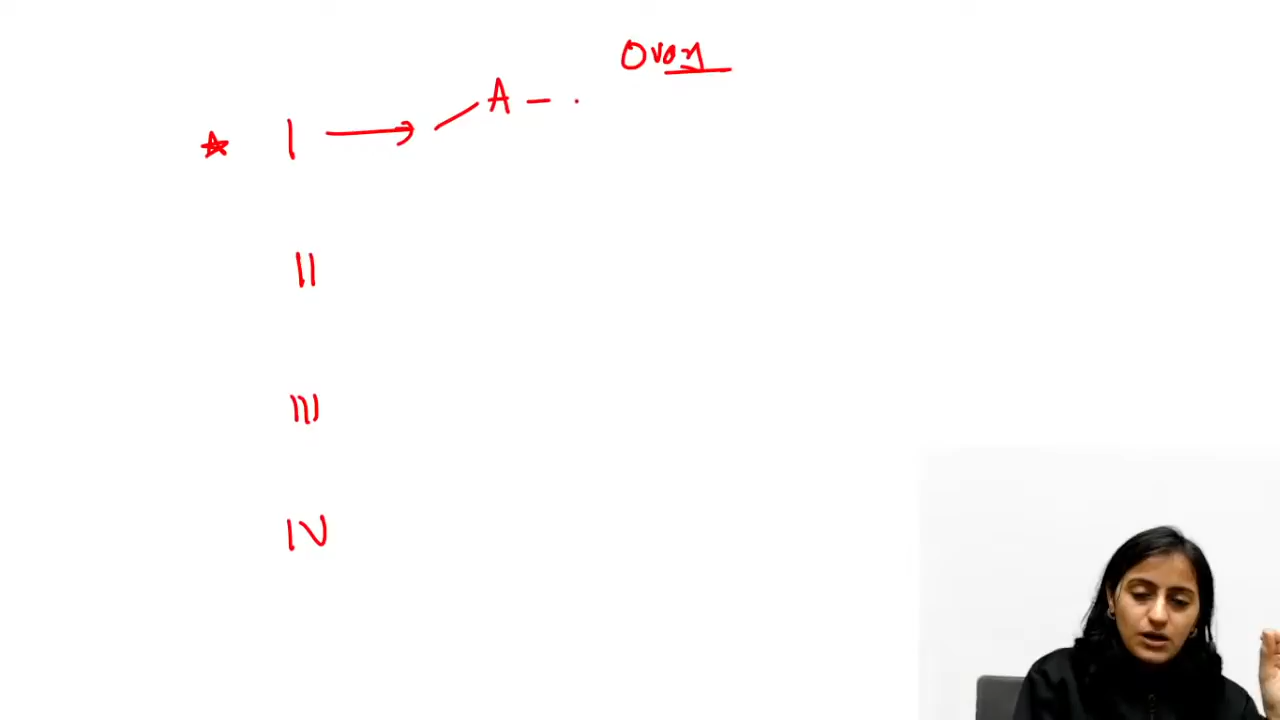 Ovary
I → A -
II
III
IV